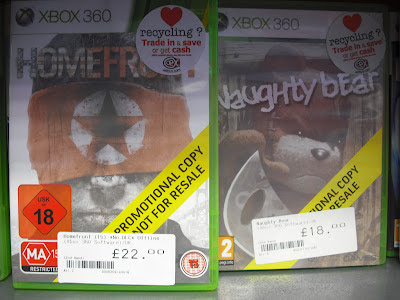 XBOX 360
recycling ?
Trade in & save
or get cash
HOMEFRONT
PROMOTIONAL COPY
NOT FOR RESALE
USK
18
MA 15
RESTRICTED
£22.00
15
XBOX 360
recycling ?
Trade in & save
or get cash
Naughty Bear
PROMOTIONAL COPY
NOT FOR RESALE
Naughty Bear
£18.00
GAMES